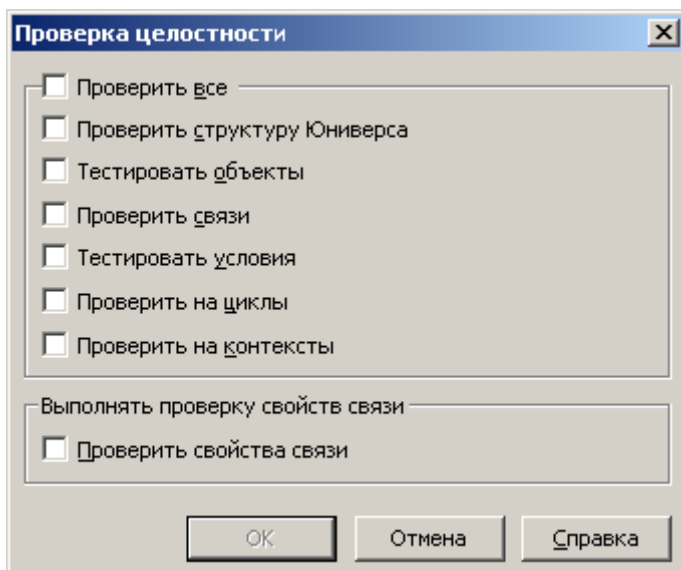 Проверка целостности
Проверить все
Проверить структуру Юниверса
Тестировать объекты
Проверить связи
Тестировать условия
Проверить на циклы
Проверить на контексты
Выполнять проверку свойств связи
Проверить свойства связи
OK Отмена Справка